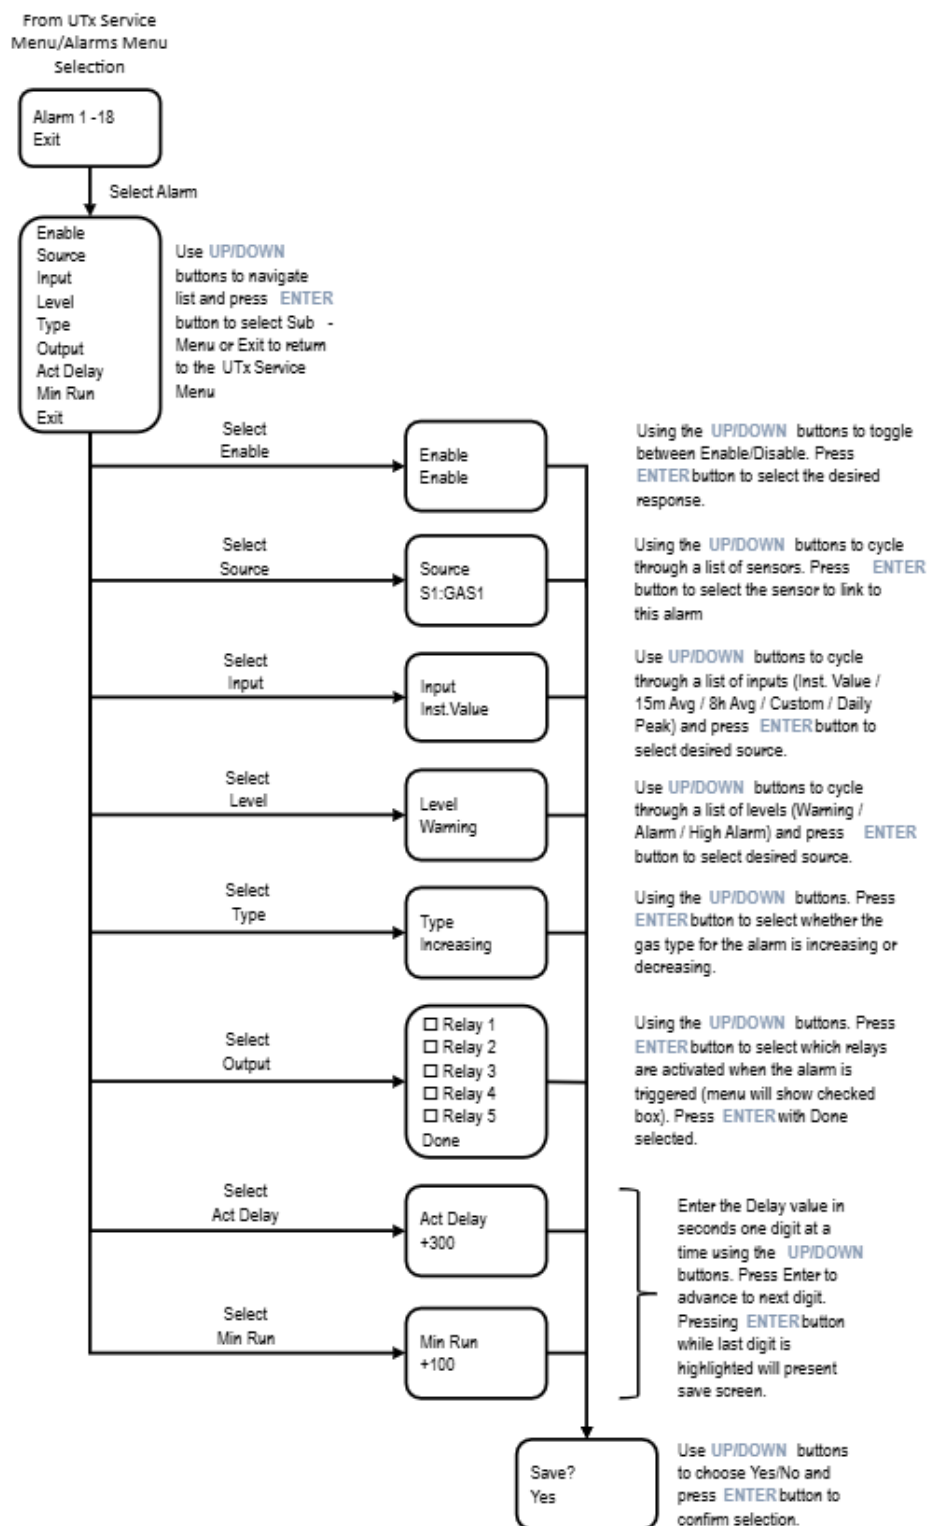 From UTx Service
Menu/Alarms Menu
Selection
Alarm 1 -18
Exit
Select Alarm
Enable
Source
Input
Level
Type
Output
Act Delay
Min Run
Exit
Use UP/DOWN
buttons to navigate
list and press ENTER
button to select Sub -
Menu or Exit to return
to the UTx Service
Menu
Select
Enable
Enable
Enable
Using the UP/DOWN buttons to toggle
between Enable/Disable. Press
ENTER button to select the desired
response.
Select
Source
Source
S1:GAS1
Using the UP/DOWN buttons to cycle
through a list of sensors. Press ENTER
button to select the sensor to link to
this alarm
Select
Input
Input
Inst.Value
Use UP/DOWN buttons to cycle
through a list of inputs (Inst. Value /
15m Avg / 8h Avg / Custom / Daily
Peak) and press ENTER button to
select desired source.
Select
Level
Level
Warning
Use UP/DOWN buttons to cycle
through a list of levels (Warning /
Alarm / High Alarm) and press ENTER
button to select desired source.
Select
Type
Type
Increasing
Using the UP/DOWN buttons. Press
ENTER button to select whether the
gas type for the alarm is increasing or
decreasing.
Select
Output
☐ Relay 1
☐ Relay 2
☐ Relay 3
☐ Relay 4
☐ Relay 5
Done
Using the UP/DOWN buttons. Press
ENTER button to select which relays
are activated when the alarm is
triggered (menu will show checked
box). Press ENTER with Done
selected.
Select
Act Delay
Act Delay
+300
Select
Min Run
Min Run
+100
Enter the Delay value in
seconds one digit at a
time using the UP/DOWN
buttons. Press Enter to
advance to next digit.
Pressing ENTER button
while last digit is
highlighted will present
save screen.
Save?
Yes
Use UP/DOWN buttons
to choose Yes/No and
press ENTER button to
confirm selection.